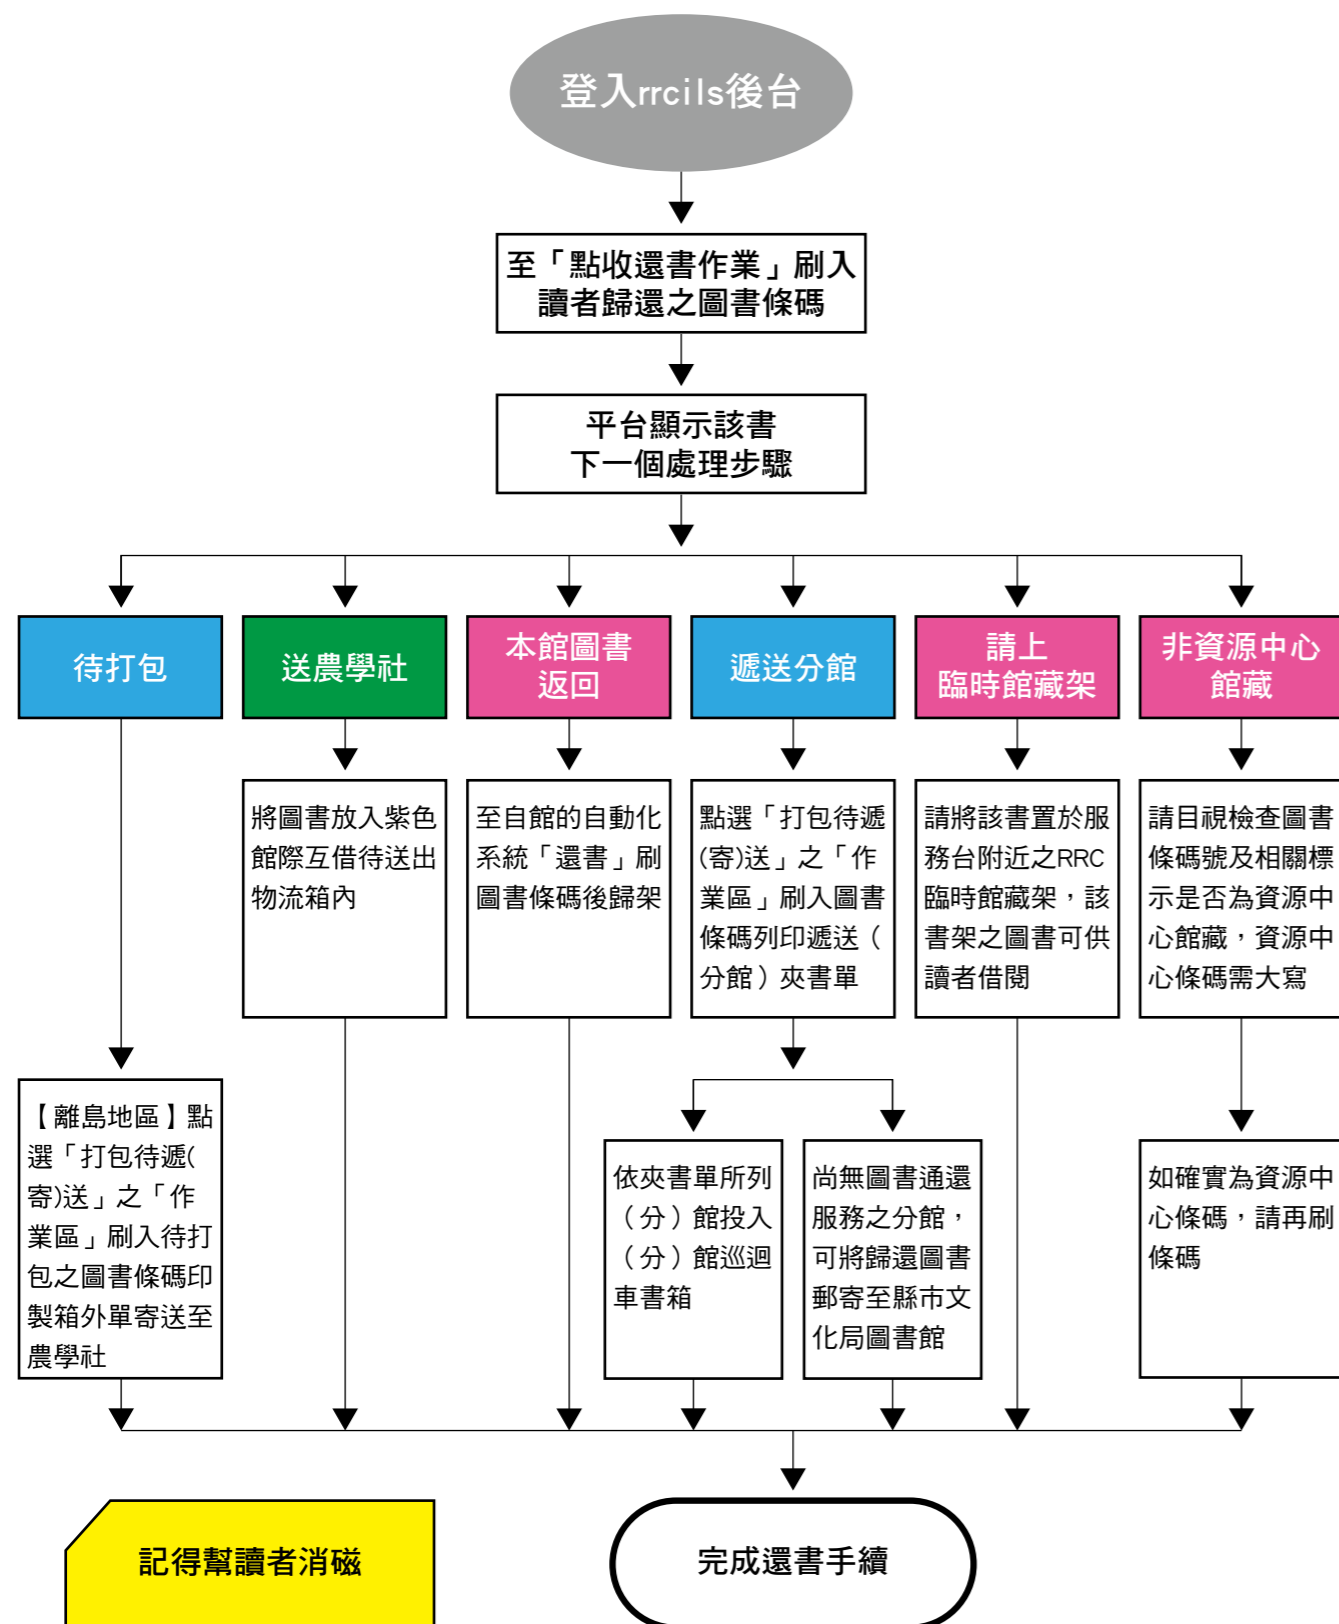 登入rrcils後台
至「點收還書作業」刷入
讀者歸還之圖書條碼
平台顯示該書
下一個處理步驟
待打包
送農學社
本館圖書
返回
遞送分館
請上
臨時館藏架
非資源中心
館藏
將圖書放入紫色
館際互借待送出
物流箱內
至自館的自動化
系統「還書」刷
圖書條碼後歸架
點選「打包待遞
(寄)送」之「作
業區」刷入圖書
條碼列印遞送（
分館）夾書單
請將該書置於服
務台附近之RRC
臨時館藏架，該
書架之圖書可供
讀者借閱
請目視檢查圖書
條碼號及相關標
示是否為資源中
心館藏，資源中
心條碼需大寫
【離島地區】點
選「打包待遞(
寄)送」之「作
業區」刷入待打
包之圖書條碼印
製箱外單寄送至
農學社
依夾書單所列
（分）館投入
（分）館巡迴
車書箱
尚無圖書通還
服務之分館，
可將歸還圖書
郵寄至縣市文
化局圖書館
如確實為資源中
心條碼，請再刷
條碼
記得幫讀者消磁
完成還書手續